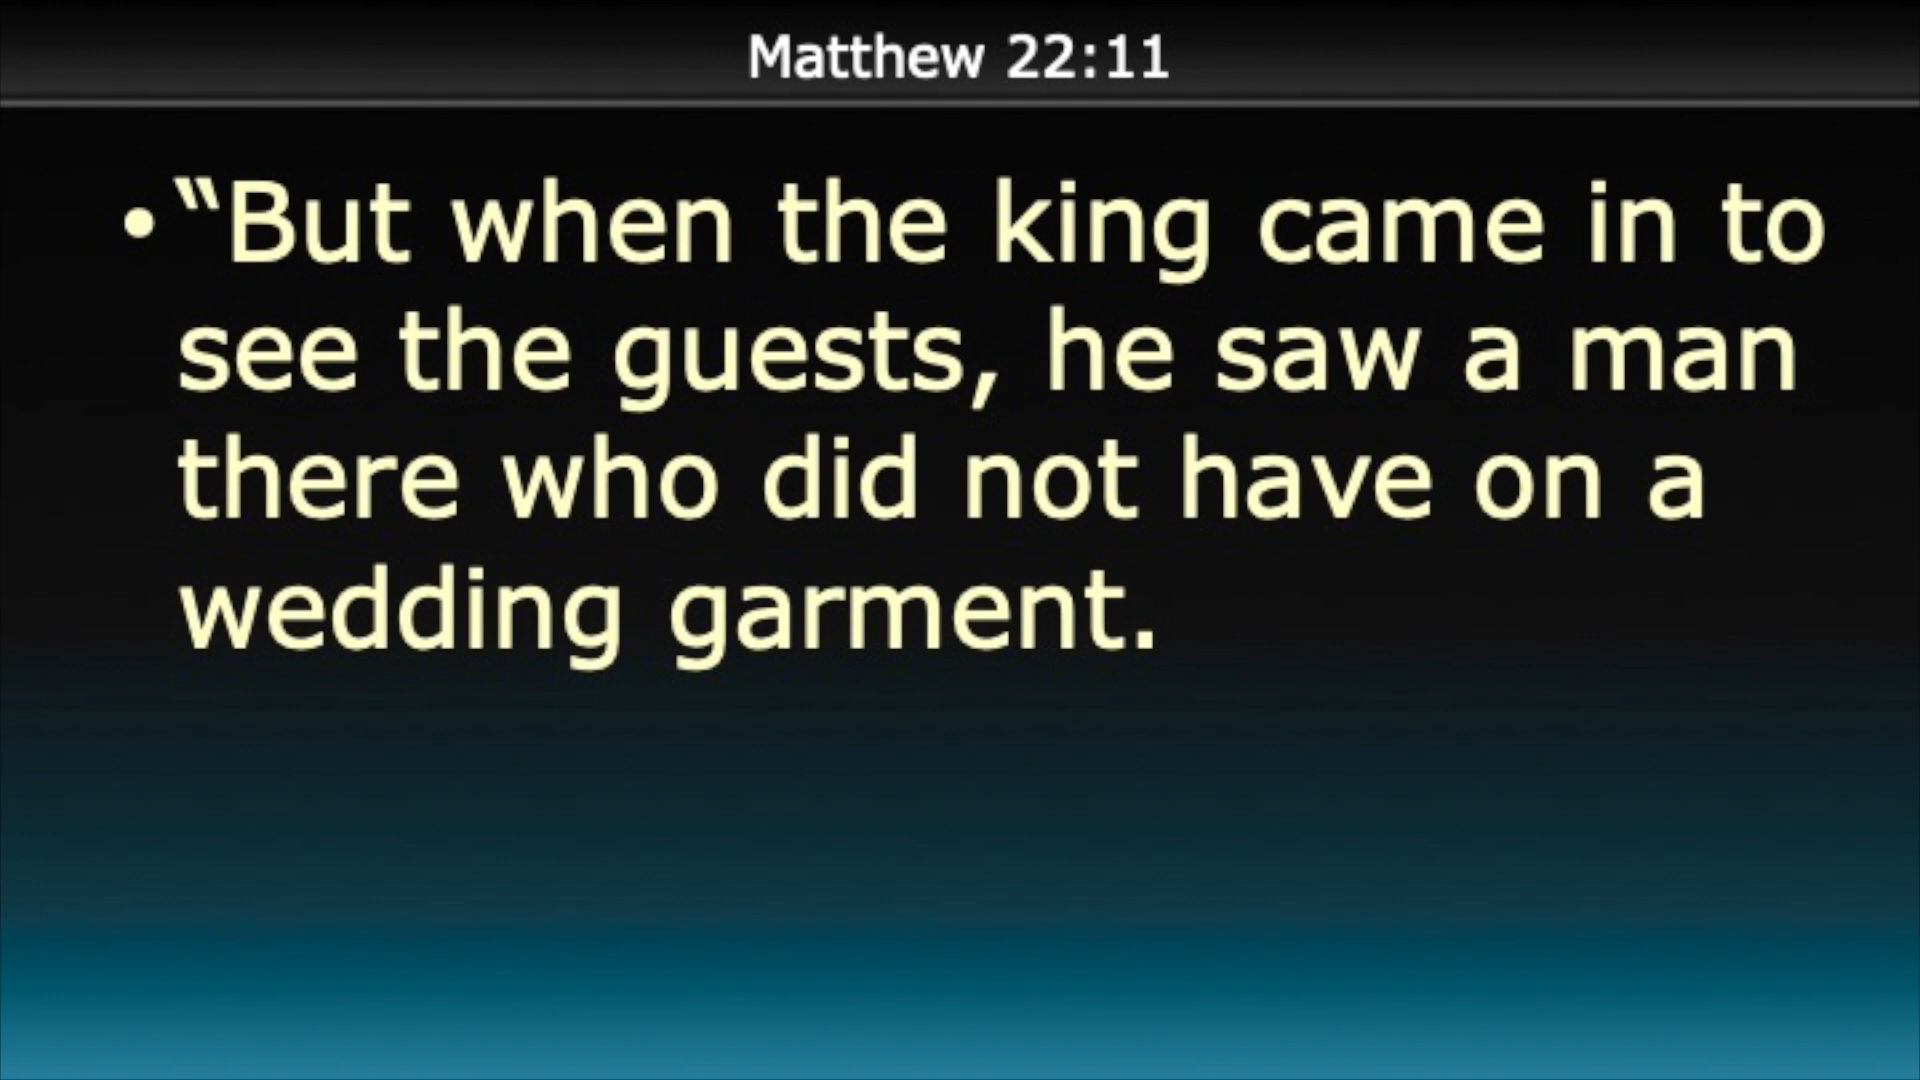 Matthew 22:11
• “But when the king came in to
see the guests, he saw a man
there who did not have on a
wedding garment.